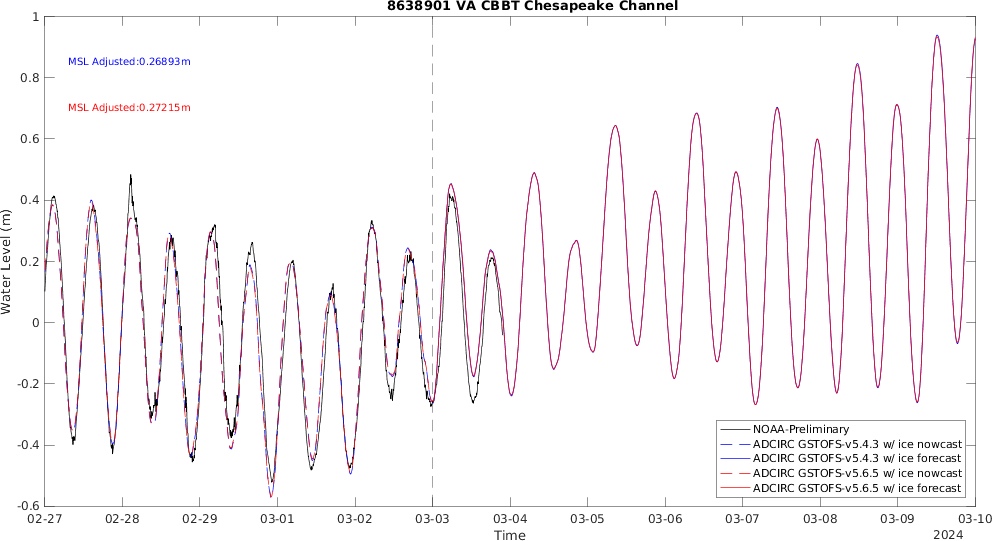 8638901 VA CBBT Chesapeake Channel
1
0.8
0.6
0.4
0.2
0
-0.2
-0.4
-0.6
Water Level (m)
MSL Adjusted:0.26893m
MSL Adjusted:0.27215m
NOAA-Preliminary
ADCIRC GSTOFS-v5.4.3 w/ ice nowcast
ADCIRC GSTOFS-v5.4.3 w/ ice forecast
ADCIRC GSTOFS-v5.6.5 w/ ice nowcast
ADCIRC GSTOFS-v5.6.5 w/ ice forecast
02-27 02-28 02-29 03-01 03-02 03-03 03-04 03-05 03-06 03-07 03-08 03-09 03-10
Time
2024